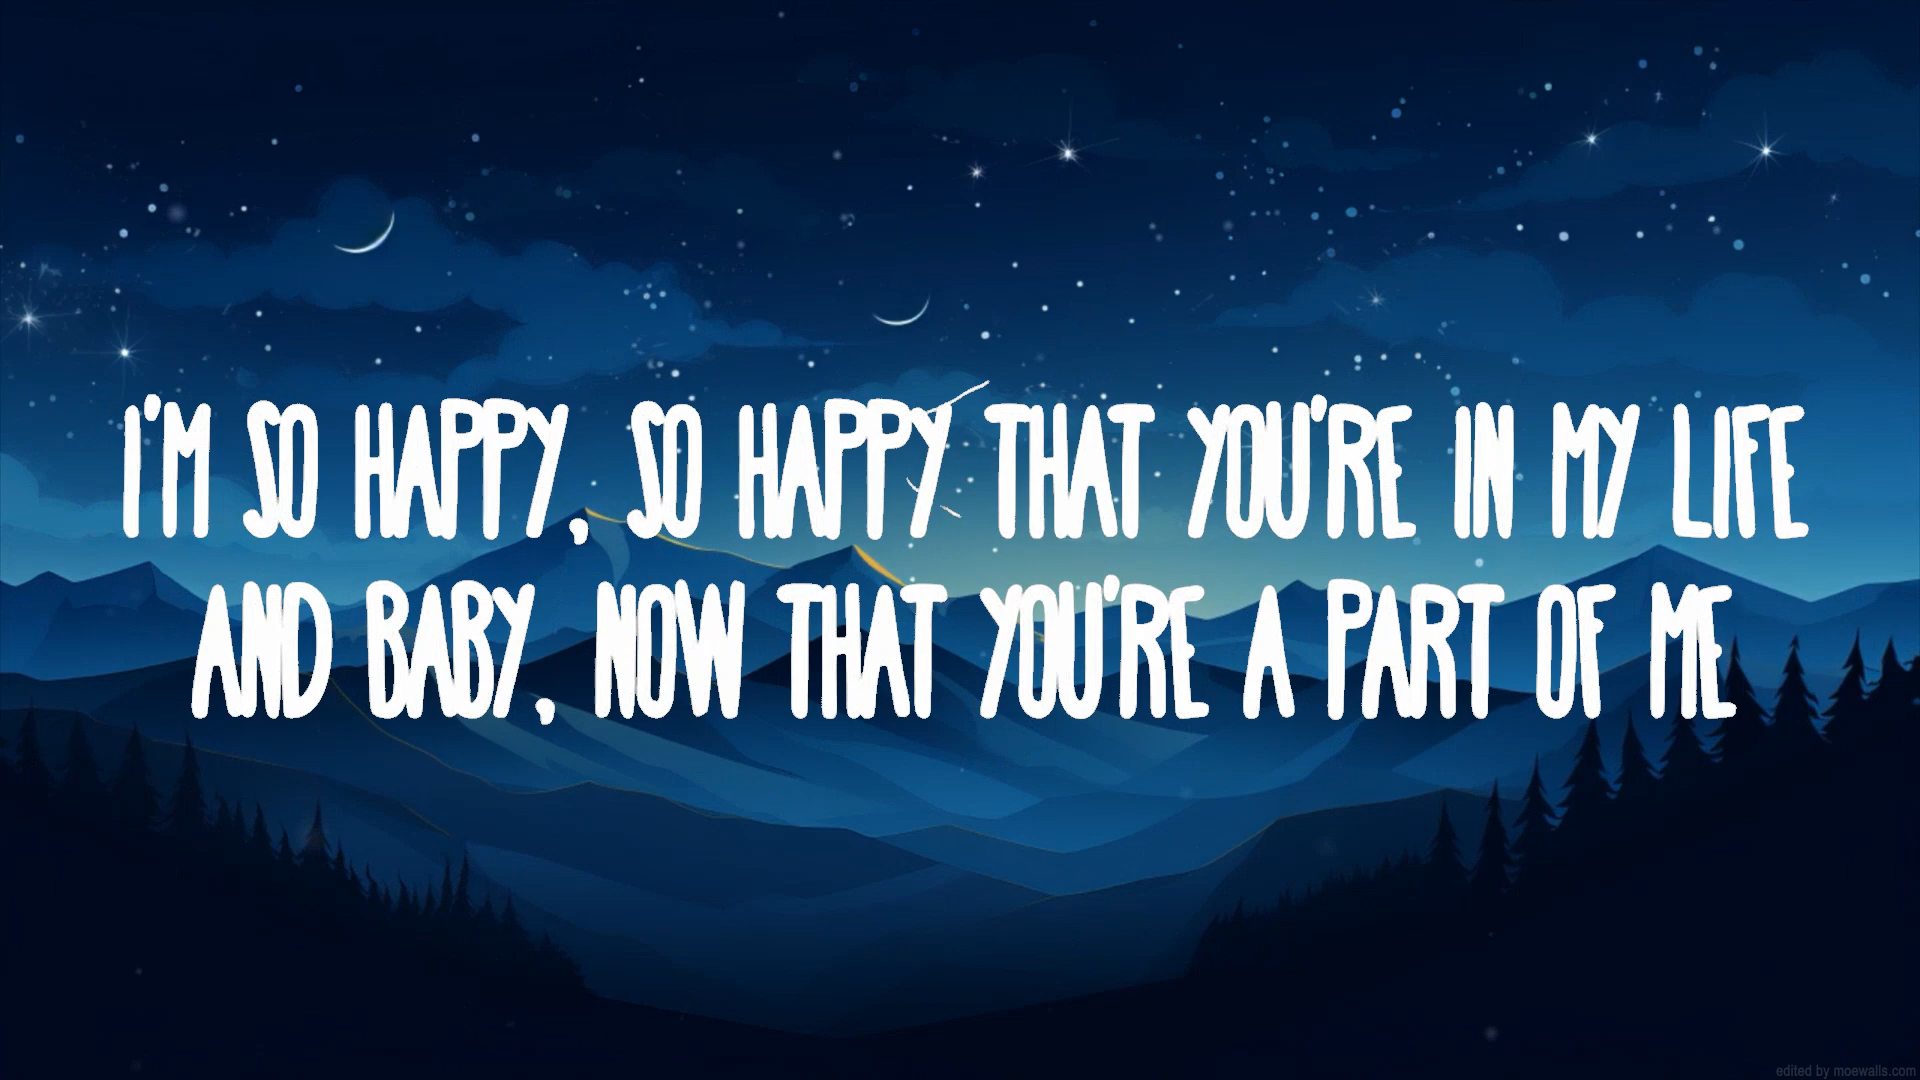 I'M SO HAPPY, SO HAPPY THAT YOU'RE IN MY LIFE
AND BABY, NOW THAT YOU'RE A PART OF ME
edited by moewalls.com